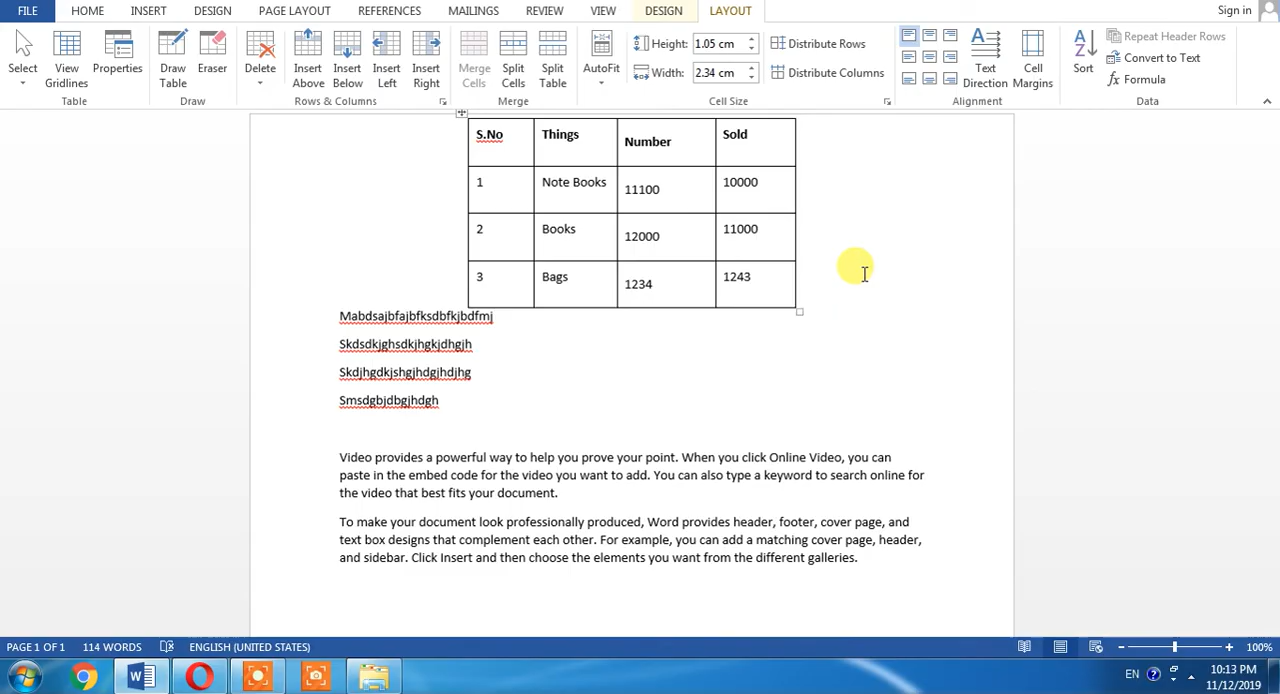 FILE HOME INSERT DESIGN PAGE LAYOUT REFERENCES MAILINGS REVIEW VIEW DESIGN LAYOUT Sign in
Select View Gridlines Properties Draw Table Eraser Delete Insert Above Insert Below Insert Left Insert Right Merge Cells Split Cells Split Table AutoFit Height: 1.05 cm Width: 2.34 cm Distribute Rows Distribute Columns Text Direction Cell Margins Sort Repeat Header Rows Convert to Text Formula
Table Draw Rows & Columns Merge Cell Size Alignment Data
S.No Things Number Sold
1 Note Books 11100 10000
2 Books 12000 11000
3 Bags 1234 1243
Mabdsajbfajbfksdbfkjbdfmj
Skdsdkjghsdkjhgkjdhgjh
Skdjhgdkjshgjhdgjhdjhg
Smsdgbjdbgjhdgh
Video provides a powerful way to help you prove your point. When you click Online Video, you can
paste in the embed code for the video you want to add. You can also type a keyword to search online for
the video that best fits your document.
To make your document look professionally produced, Word provides header, footer, cover page, and
text box designs that complement each other. For example, you can add a matching cover page, header,
and sidebar. Click Insert and then choose the elements you want from the different galleries.
PAGE 1 OF 1 114 WORDS ENGLISH (UNITED STATES) 100%
EN 10:13 PM
11/12/2019